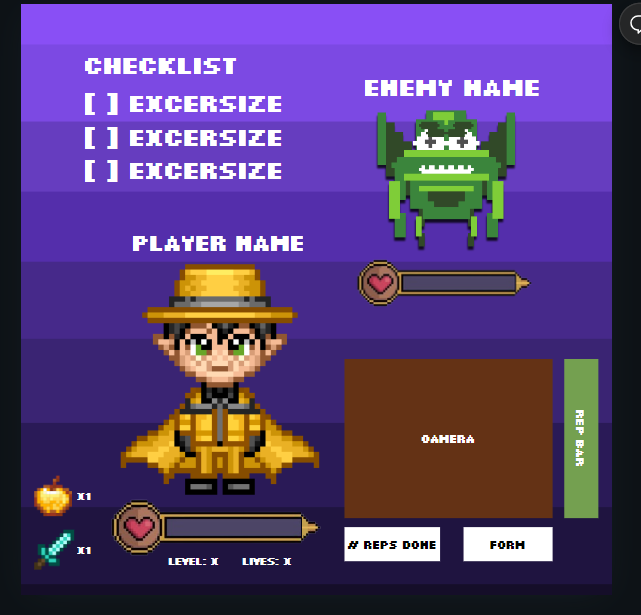 CHECKLIST
[ ] EXCERSIZE
[ ] EXCERSIZE
[ ] EXCERSIZE
ENEMY NAME
PLAYER NAME
CAMERA
REP BAR
X1
X1
# REPS DONE
FORM
LEVEL: X LIVES: X